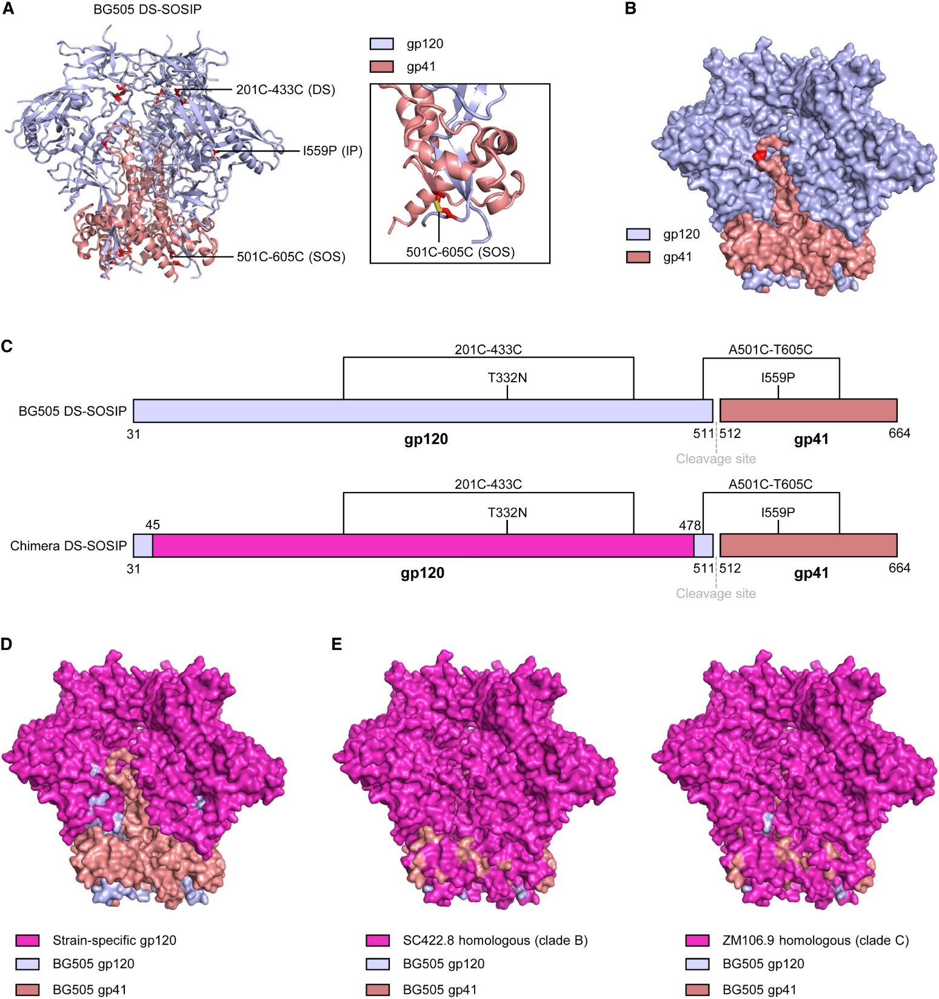 A
BG505 DS-SOSIP
201C-433C (DS)
I559P (IP)
501C-605C (SOS)
gp120
gp41
501C-605C (SOS)
B
gp120
gp41
C
201C-433C
A501C-T605C
T332N
I559P
BG505 DS-SOSIP
31
gp120
511
512
gp41
664
Cleavage site
201C-433C
A501C-T605C
T332N
I559P
45
478
Chimera DS-SOSIP
31
gp120
511
512
gp41
664
Cleavage site
D
Strain-specific gp120
BG505 gp120
BG505 gp41
E
SC422.8 homologous (clade B)
BG505 gp120
BG505 gp41
ZM106.9 homologous (clade C)
BG505 gp120
BG505 gp41